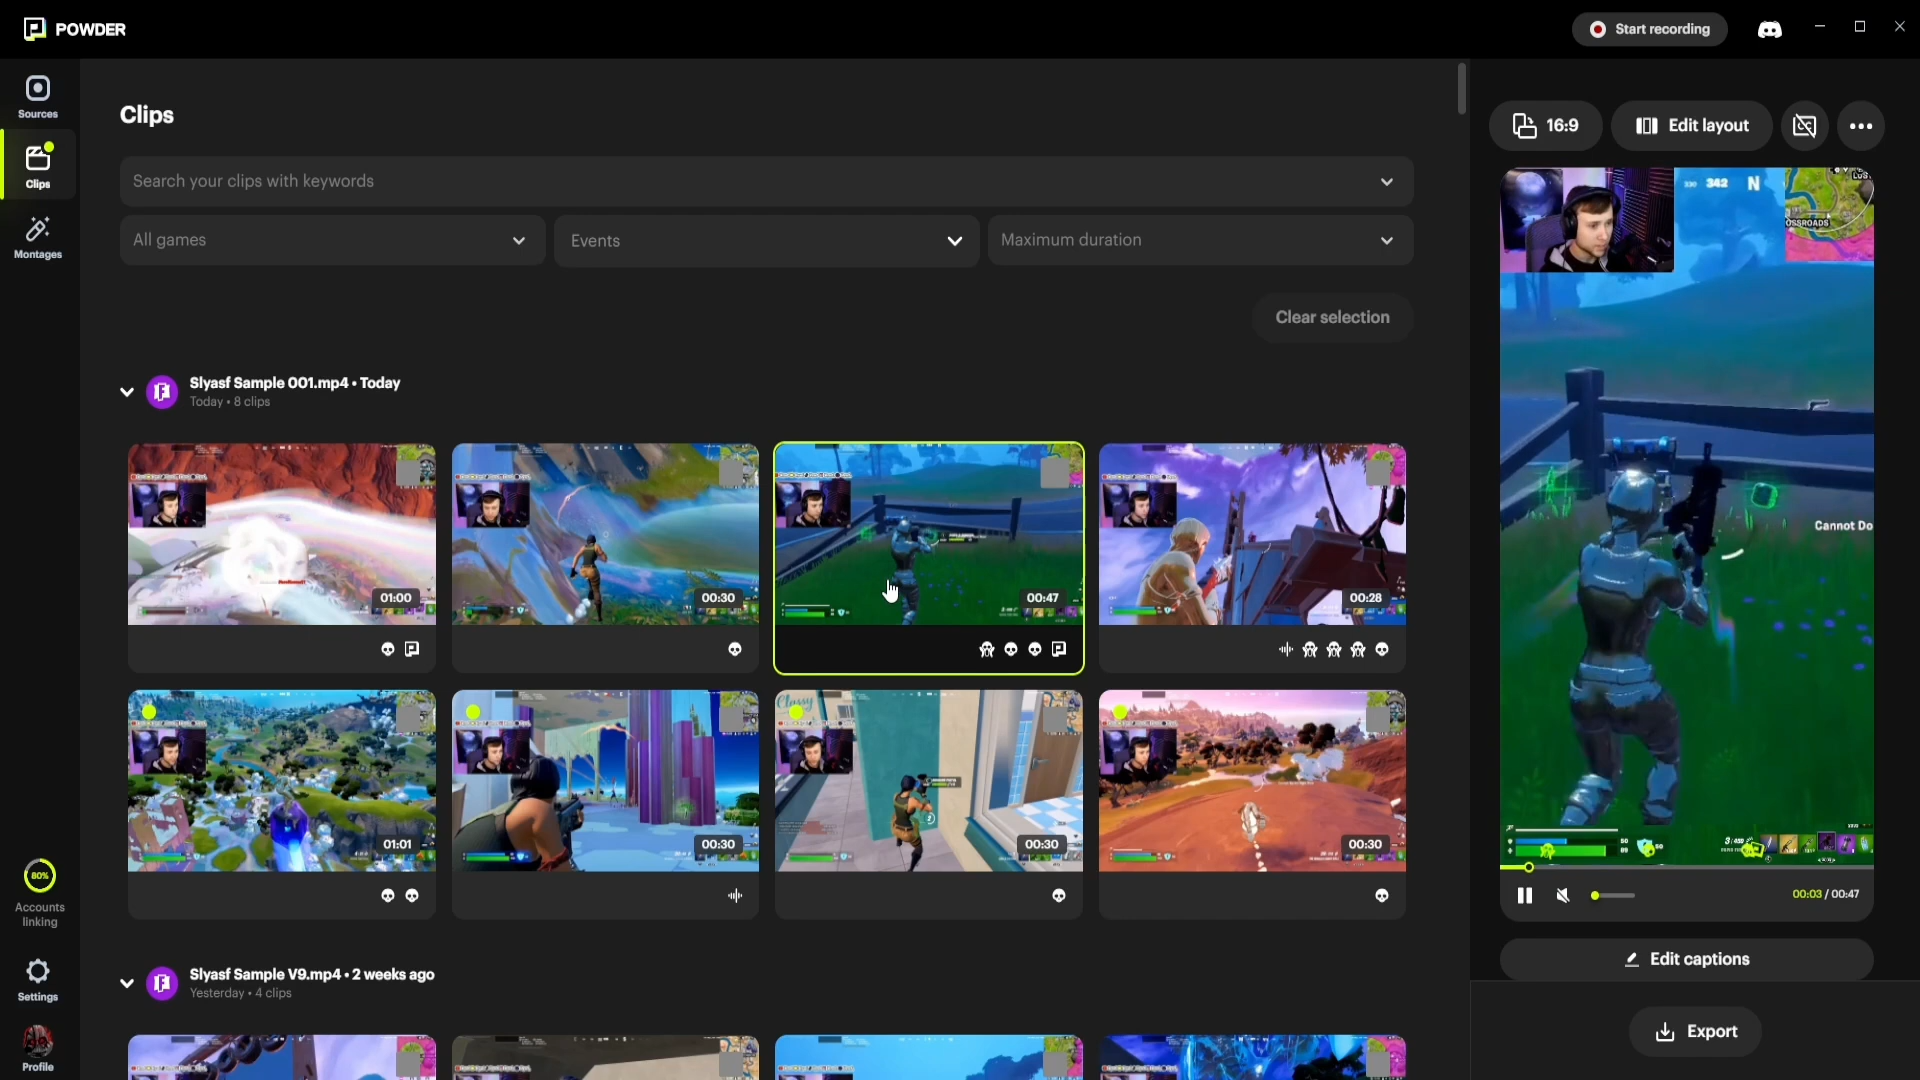 POWDER
Start recording
Sources
Clips
Montages
80%
Accounts
linking
Settings
Profile
Clips
Search your clips with keywords
All games
Events
Maximum duration
Clear selection
Slyasf Sample 001.mp4 • Today
Today • 8 clips
01:00
00:30
00:47
00:28
01:01
00:30
00:30
00:30
Slyasf Sample V9.mp4 • 2 weeks ago
Yesterday • 4 clips
16:9
Edit layout
342
N
Cannot Do
00:03 / 00:47
Edit captions
Export